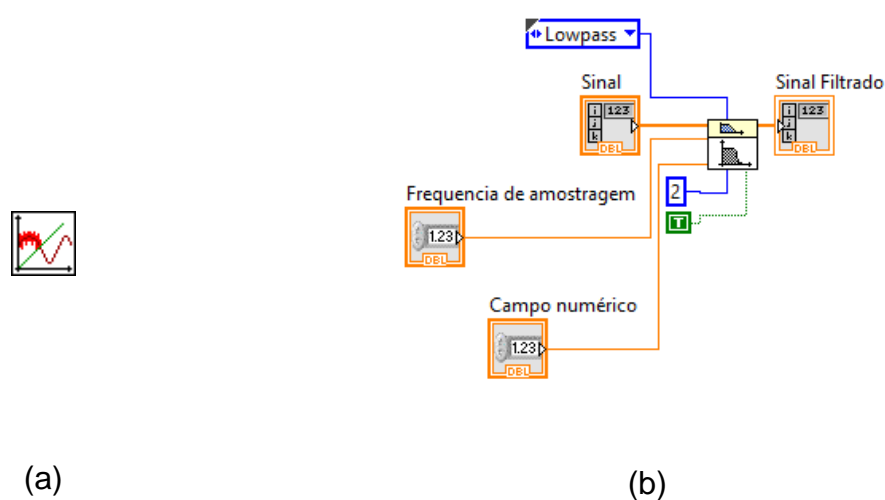 Lowpass
Sinal
Sinal Filtrado
i 123
j
k
DBL
i 123
j
k
DBL
Frequencia de amostragem
2
T
1.23
DBL
Campo numérico
1.23
DBL
(a)
(b)